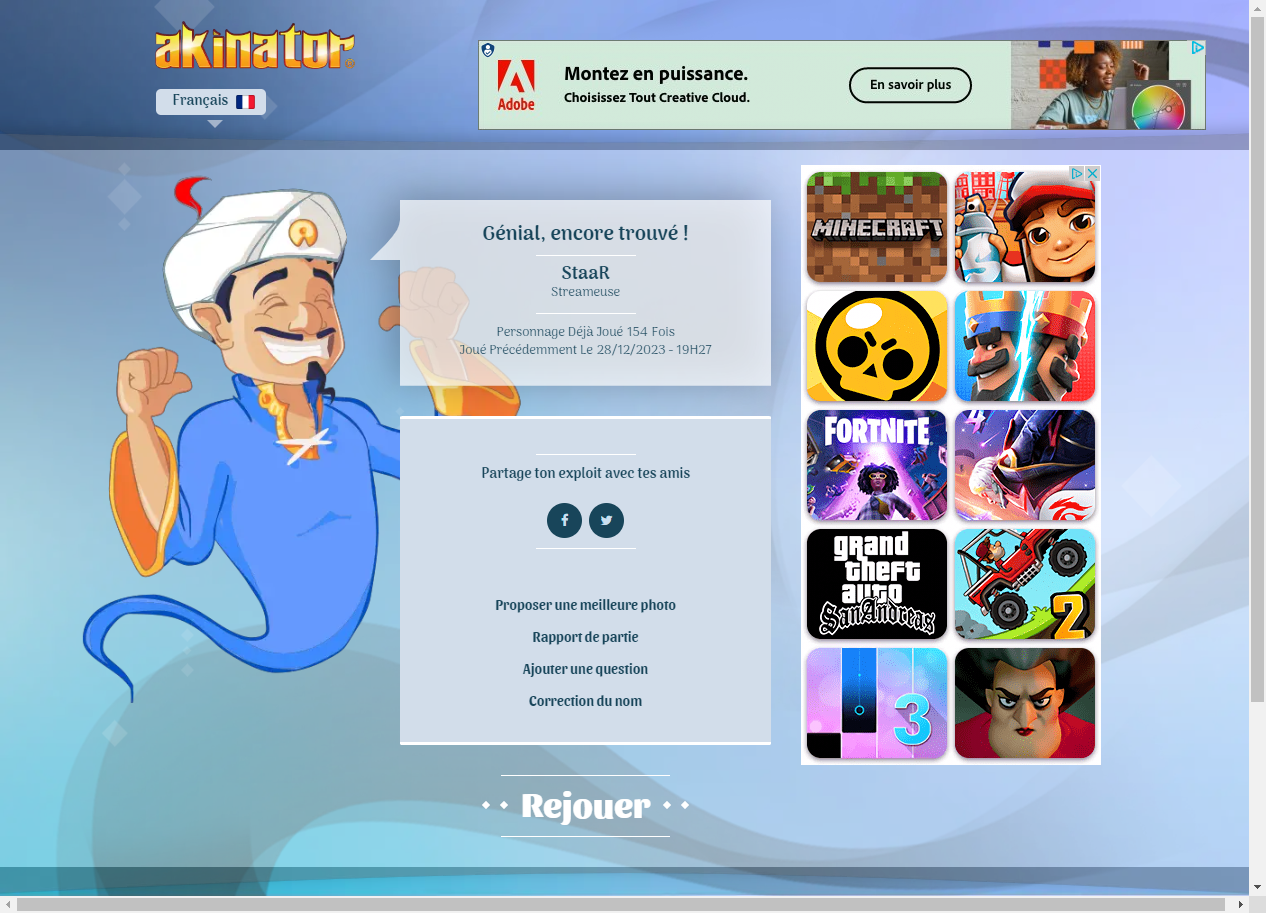 akinator
Français
Adobe
Montez en puissance.
Choisissez Tout Creative Cloud.
En savoir plus
Génial, encore trouvé !
StaaR
Streameuse
Personnage Déjà Joué 154 Fois
Joué Précédemment Le 28/12/2023 - 19H27
Partage ton exploit avec tes amis
Proposer une meilleure photo
Rapport de partie
Ajouter une question
Correction du nom
Rejouer
MINECRAFT
FORTNITE
4
grand
theft
auto
San Andreas
2
3